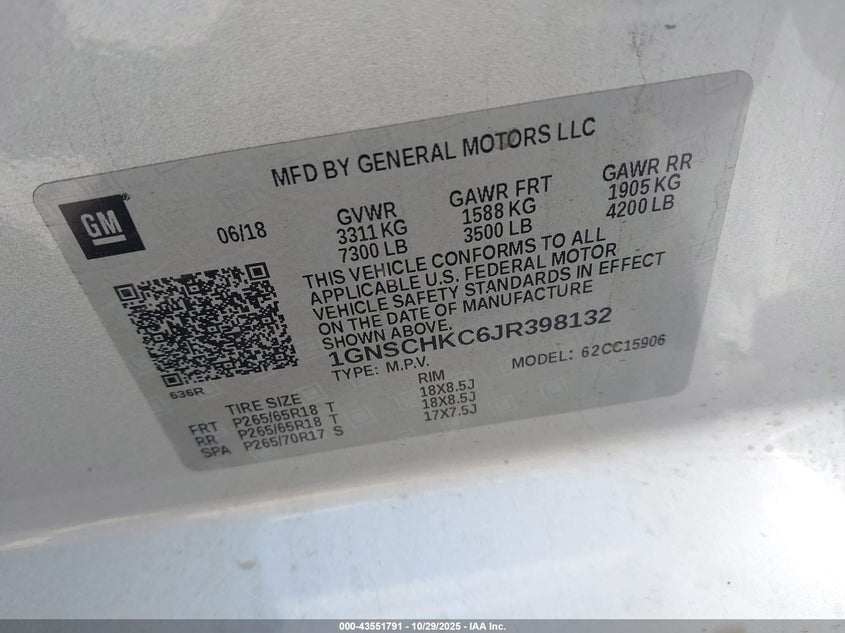 MFD BY GENERAL MOTORS LLC
GM®
06/18
GVWR
3311 KG
7300 LB
GAWR FRT
1588 KG
3500 LB
GAWR RR
1905 KG
4200 LB
THIS VEHICLE CONFORMS TO ALL
APPLICABLE U.S. FEDERAL MOTOR
VEHICLE SAFETY STANDARDS IN EFFECT
ON THE DATE OF MANUFACTURE
SHOWN ABOVE.
1GNSCHKC6JR398132
TYPE: M.P.V.
MODEL: 62CC15906
636R
TIRE SIZE
RIM
FRT P265/65R18 T 18X8.5J
RR P265/65R18 T 18X8.5J
SPA P265/70R17 S 17X7.5J
000-43551791 - 10/29/2025 - IAA Inc.